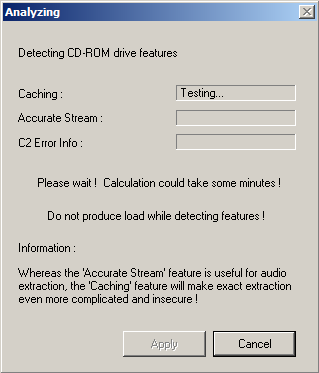 Analyzing
Detecting CD-ROM drive features
Caching :
Testing...
Accurate Stream :
C2 Error Info :
Please wait ! Calculation could take some minutes !
Do not produce load while detecting features !
Information :
Whereas the 'Accurate Stream' feature is useful for audio
extraction, the 'Caching' feature will make exact extraction
even more complicated and insecure !
Apply
Cancel